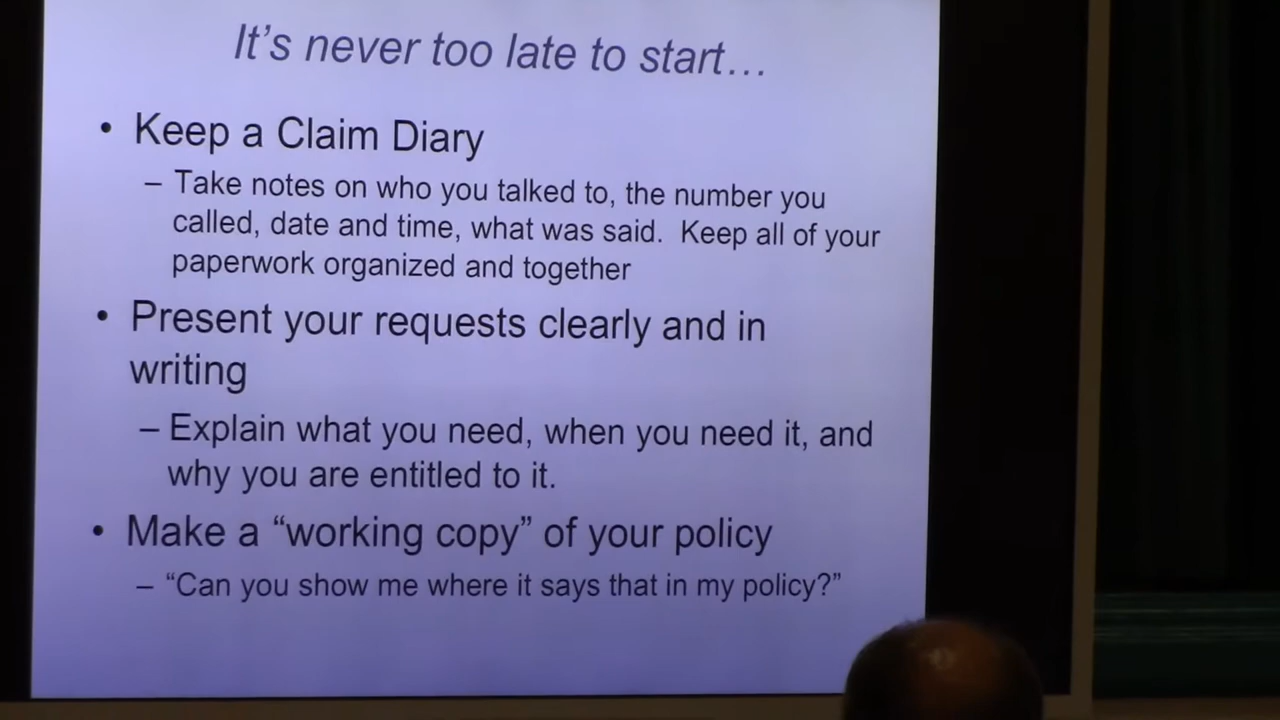 It’s never too late to start…
• Keep a Claim Diary
– Take notes on who you talked to, the number you
called, date and time, what was said.  Keep all of your
paperwork organized and together
• Present your requests clearly and in
writing
– Explain what you need, when you need it, and
why you are entitled to it.
• Make a “working copy” of your policy
– “Can you show me where it says that in my policy?”